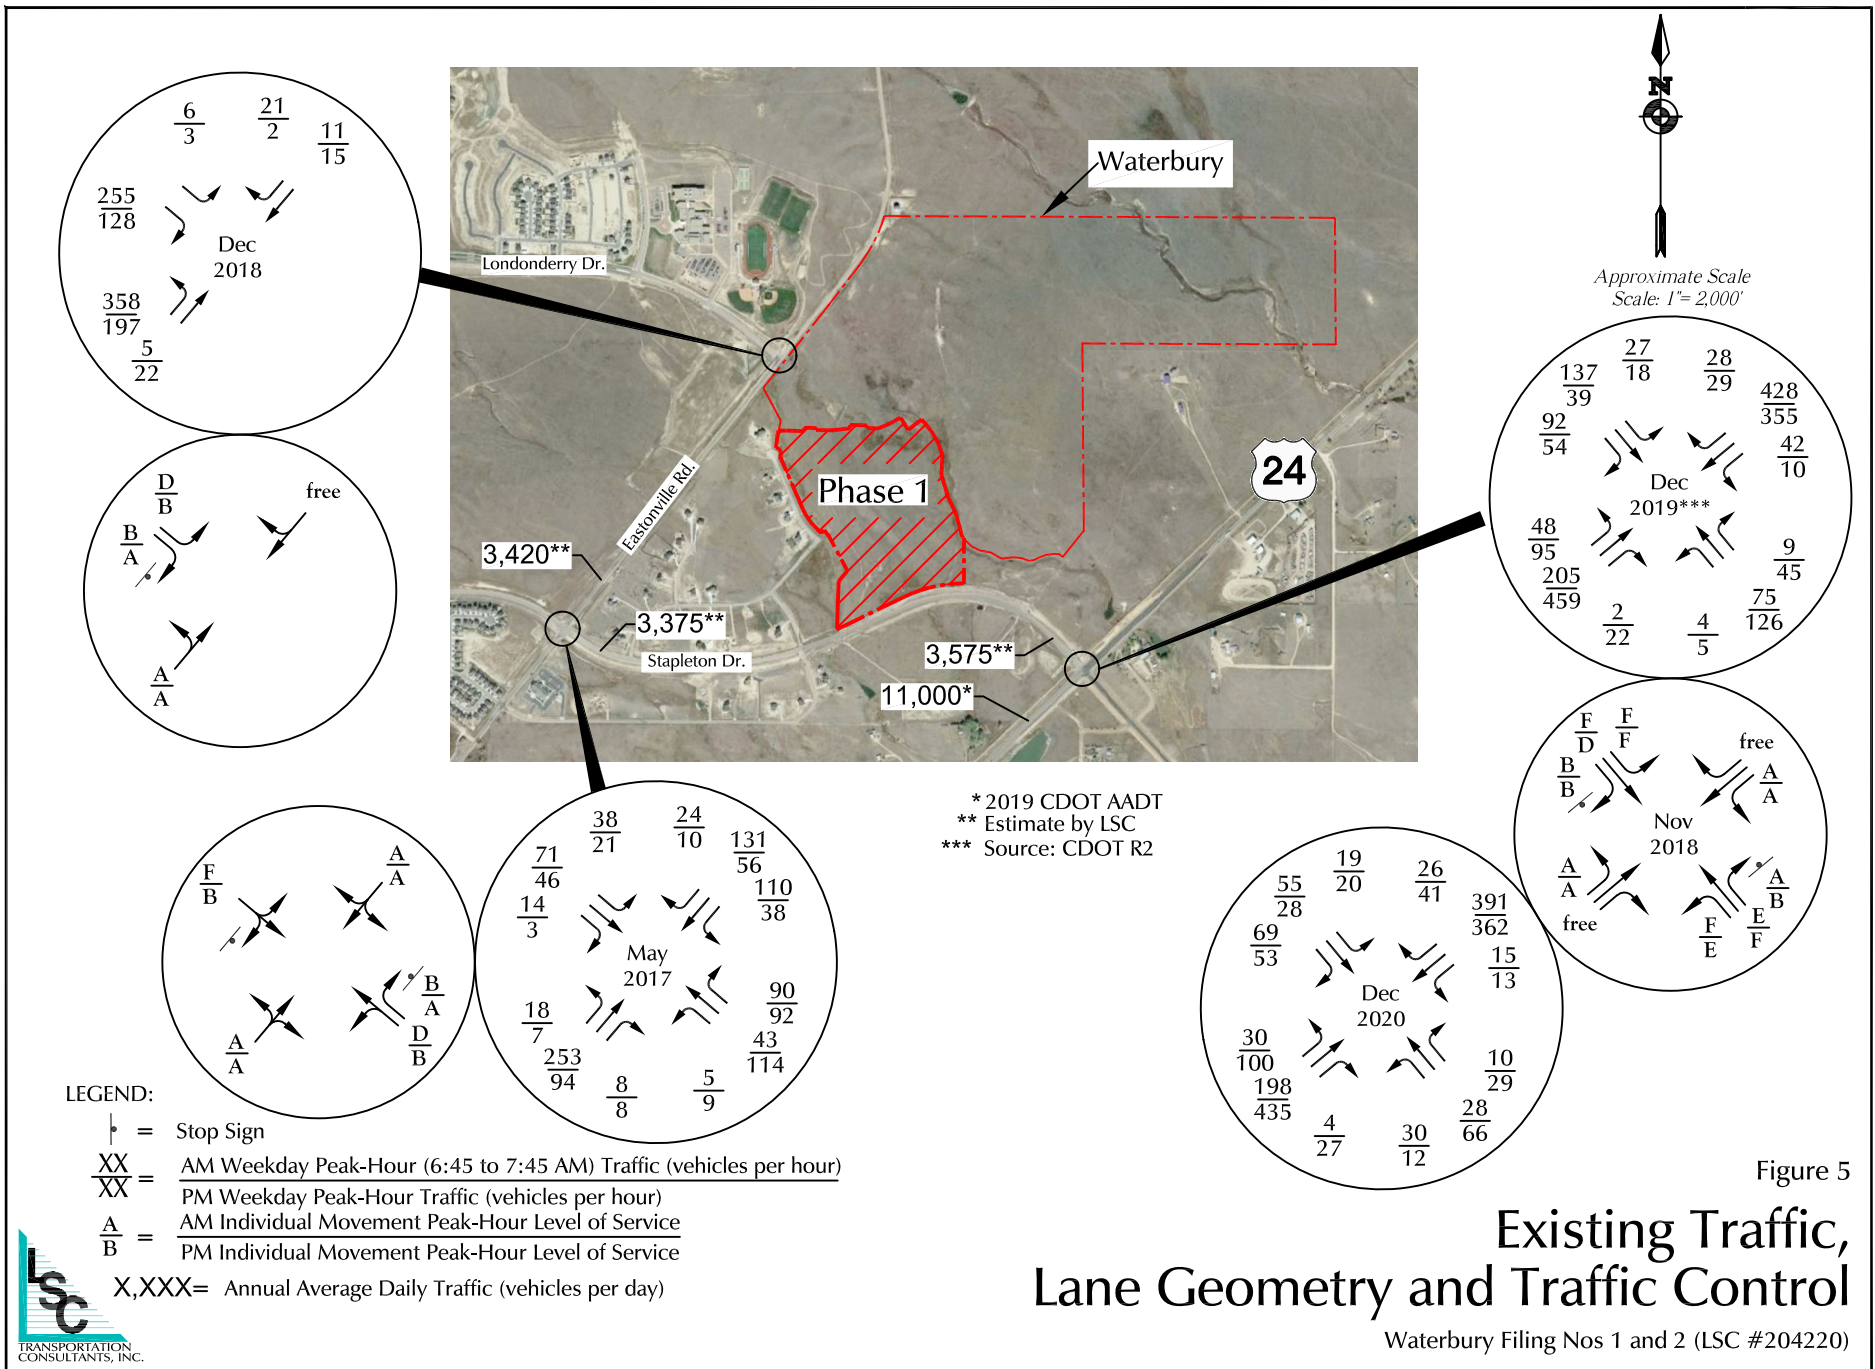 6
3
21
2
11
15
255
128
Dec
2018
358
197
5
22
D
B
free
B
A
A
A
Waterbury
Londonderry Dr.
Phase 1
24
Eastonville Rd.
3,420**
3,375**
Stapleton Dr.
3,575**
11,000*
N
Approximate Scale
Scale: 1"= 2,000'
27
18
28
29
137
39
428
355
92
54
42
10
Dec
2019***
48
95
9
45
205
459
75
126
2
22
4
5
F
D
F
F
free
B
B
A
A
Nov
2018
A
A
A
B
free
F
E
E
F
* 2019 CDOT AADT
** Estimate by LSC
*** Source: CDOT R2
F
B
A
A
B
A
A
A
D
B
38
21
24
10
71
46
131
56
14
3
110
38
May
2017
18
7
90
92
253
94
43
114
8
8
5
9
19
20
26
41
55
28
391
362
69
53
15
13
Dec
2020
30
100
10
29
198
435
28
66
4
27
30
12
LEGEND:
= Stop Sign
XX
XX
=
AM Weekday Peak-Hour (6:45 to 7:45 AM) Traffic (vehicles per hour)
PM Weekday Peak-Hour Traffic (vehicles per hour)
A
B
=
AM Individual Movement Peak-Hour Level of Service
PM Individual Movement Peak-Hour Level of Service
X,XXX= Annual Average Daily Traffic (vehicles per day)
LSC
TRANSPORTATION
CONSULTANTS, INC.
Figure 5
Existing Traffic,
Lane Geometry and Traffic Control
Waterbury Filing Nos 1 and 2 (LSC #204220)